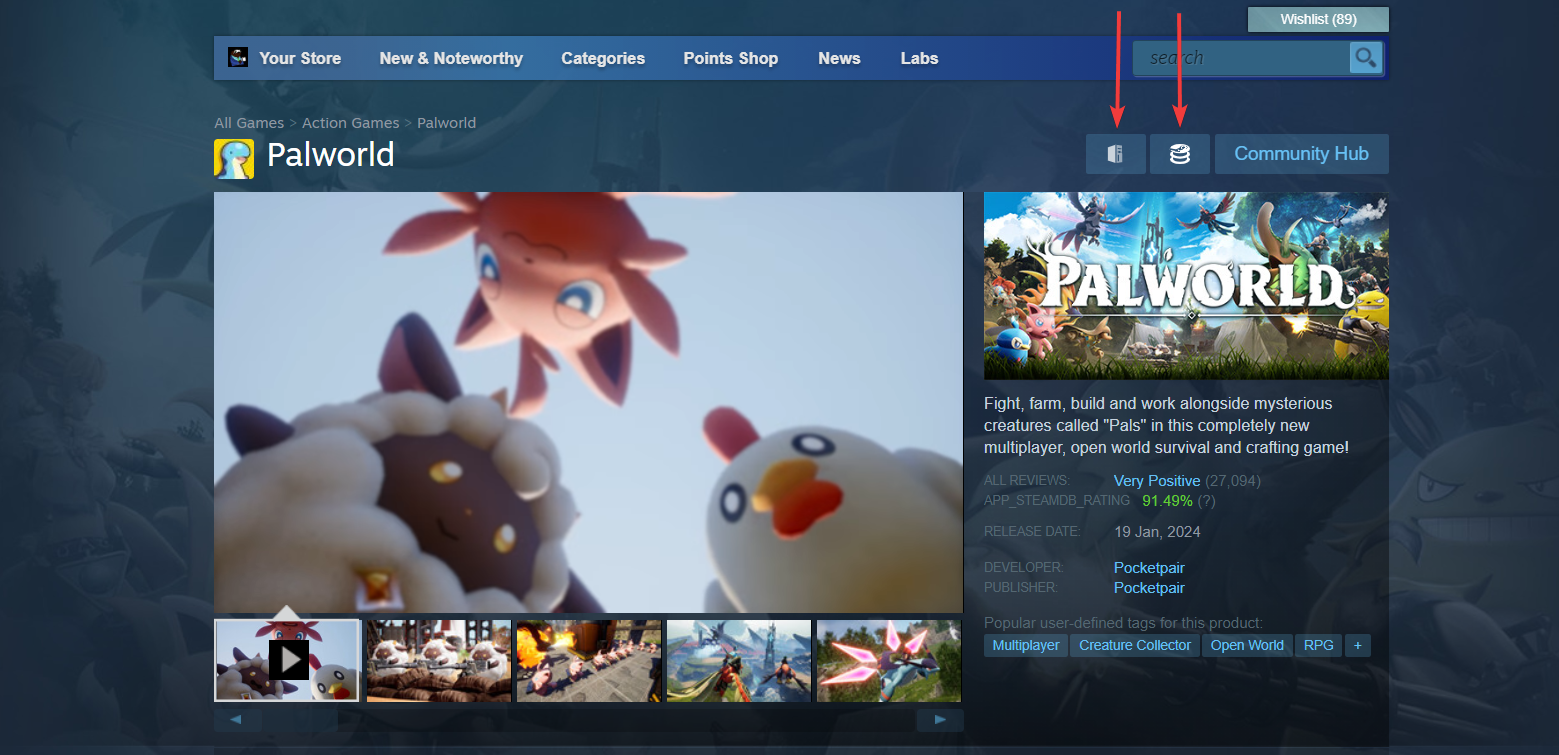 Wishlist (89)
Your Store New & Noteworthy Categories Points Shop News Labs search
All Games > Action Games > Palworld
Palworld
Community Hub
PALWORLD
Fight, farm, build and work alongside mysterious
creatures called "Pals" in this completely new
multiplayer, open world survival and crafting game!
ALL REVIEWS: Very Positive (27,094)
APP_STEAMDB_RATING 91.49% (?)
RELEASE DATE: 19 Jan, 2024
DEVELOPER: Pocketpair
PUBLISHER: Pocketpair
Popular user-defined tags for this product:
Multiplayer Creature Collector Open World RPG +